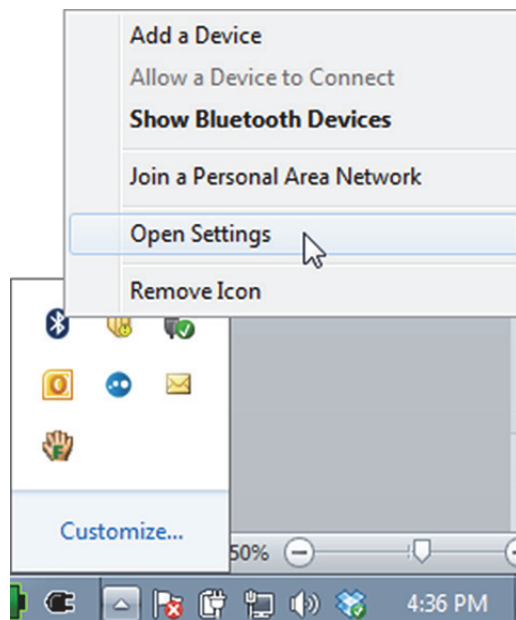 Add a Device
Allow a Device to Connect
Show Bluetooth Devices
Join a Personal Area Network
Open Settings
Remove Icon
Customize...
50%
4:36 PM